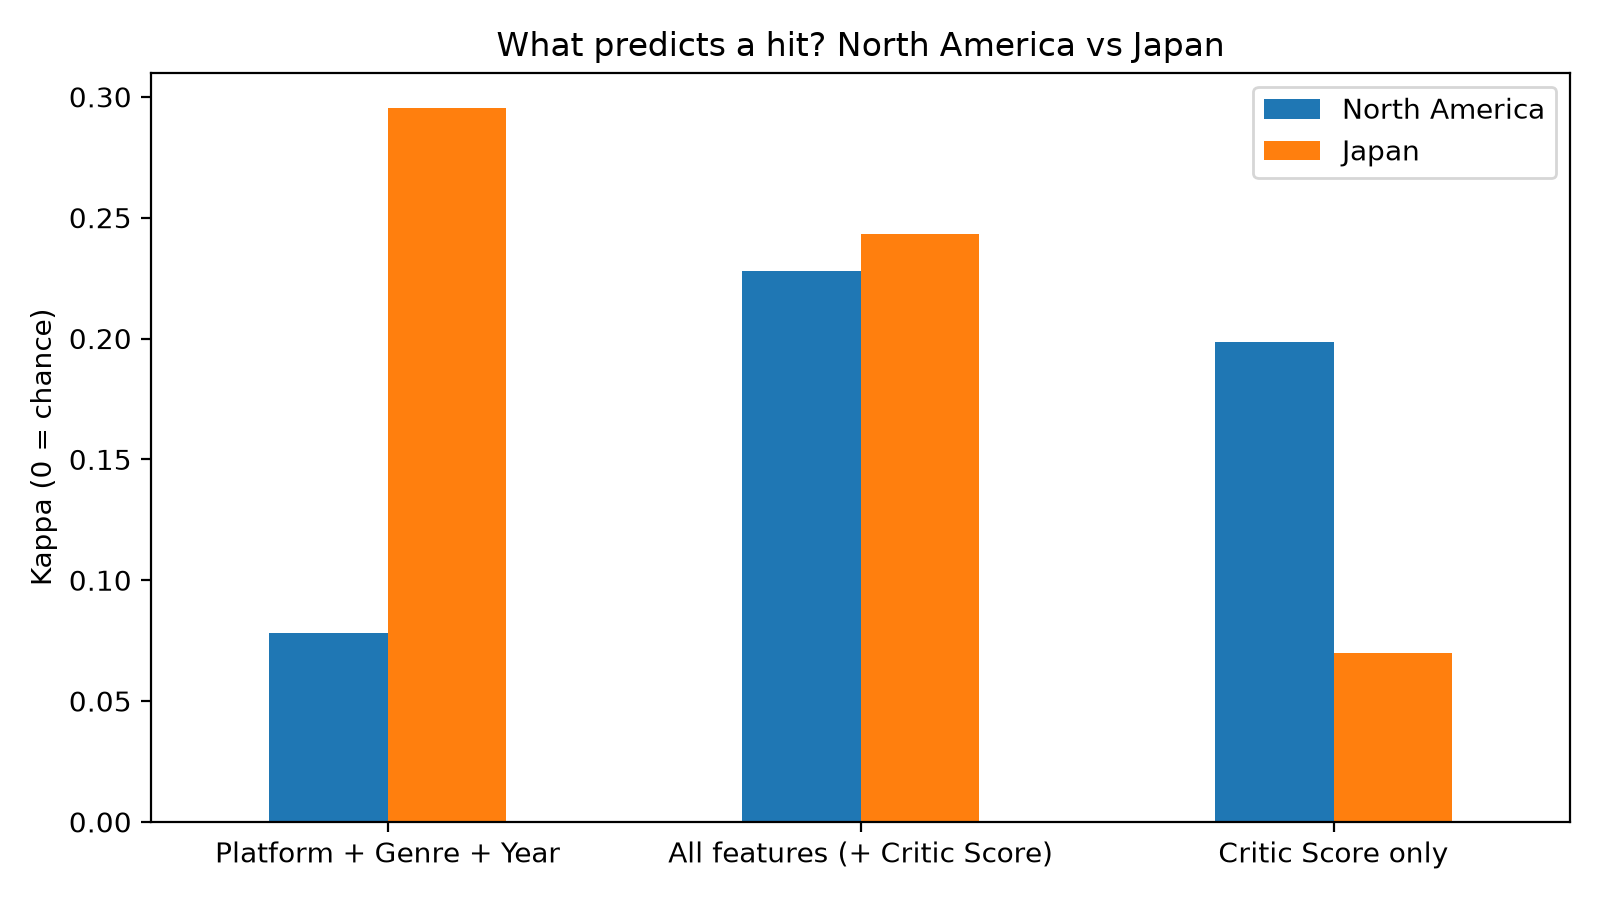 What predicts a hit? North America vs Japan
North America
Japan
Kappa (0 = chance)
0.30
0.25
0.20
0.15
0.10
0.05
0.00
Platform + Genre + Year
All features (+ Critic Score)
Critic Score only